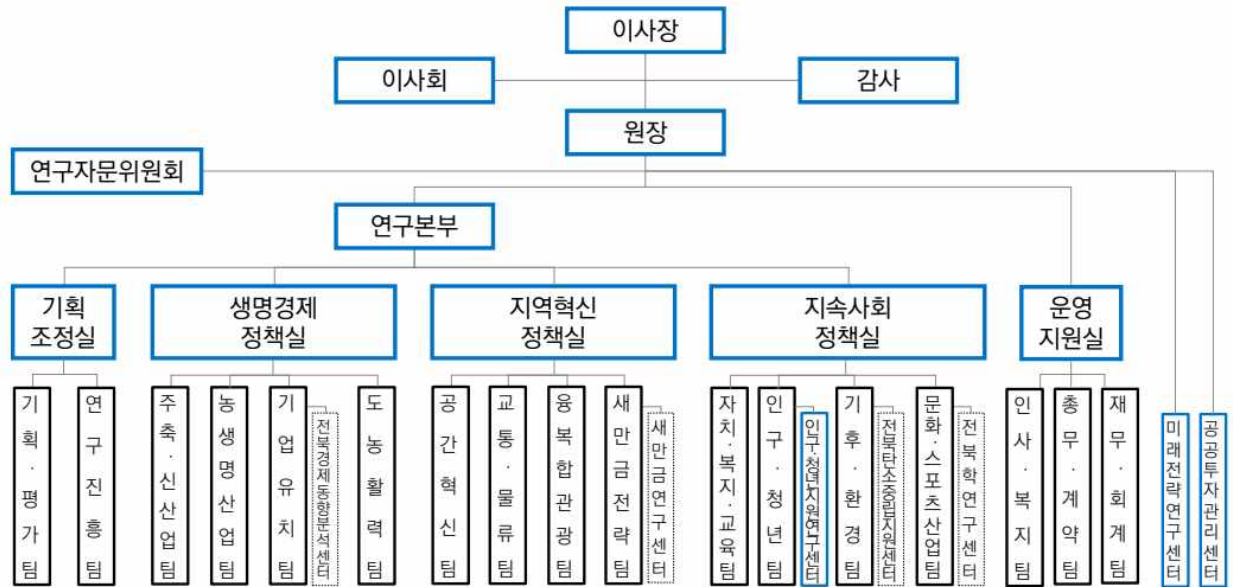 이사장
이사회
감사
원장
연구자문위원회
연구본부
기획
조정실
생명경제
정책실
지역혁신
정책실
지속사회
정책실
운영
지원실
기획·평가팀
연구진흥팀
주축·신산업팀
농생명산업팀
기업유치팀
전북경제동향분석센터
도농활력팀
공간혁신팀
교통·물류팀
융복합관광팀
새만금전략팀
새만금연구센터
자치·복지·교육팀
인구·청년팀
인구·청년지원연구센터
기후·환경팀
전북탄소중립지원센터
문화·스포츠산업팀
전북학연구센터
인사·복지팀
총무·계약팀
재무·회계팀
미래전략연구센터
공공투자관리센터